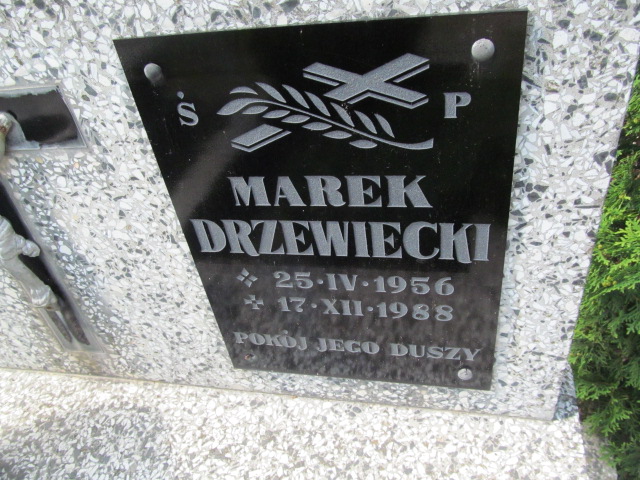 Ś P
MAREK
DRZEWIECKI
25·IV·1956
17·XII·1988
POKÓJ JEGO DUSZY